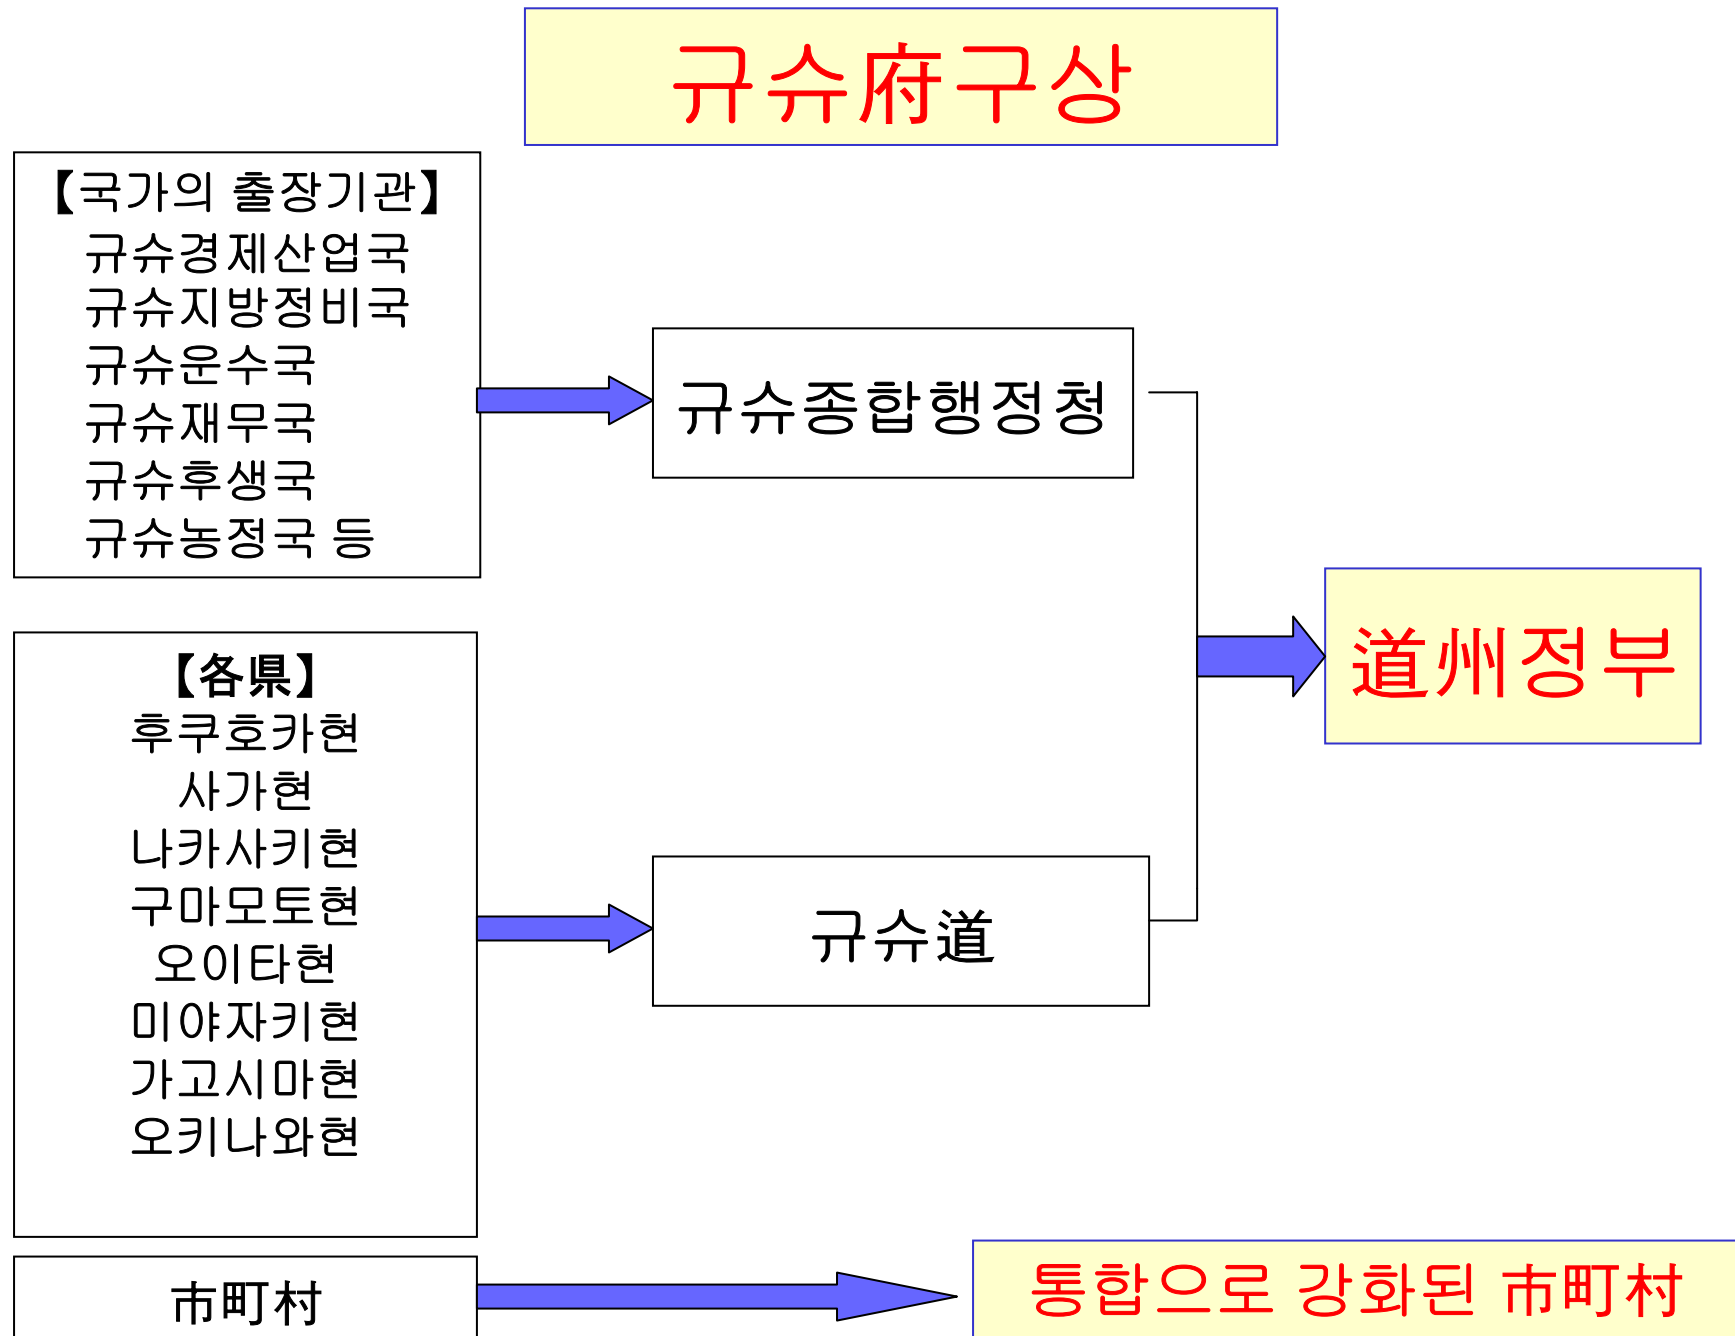 규슈府구상
【국가의 출장기관】
규슈경제산업국
규슈지방정비국
규슈운수국
규슈재무국
규슈후생국
규슈농정국 등
규슈종합행정청
道州정부
【各県】
후쿠호카현
사가현
나카사키현
구마모토현
오이타현
미야자키현
가고시마현
오키나와현
규슈道
市町村
통합으로 강화된 市町村